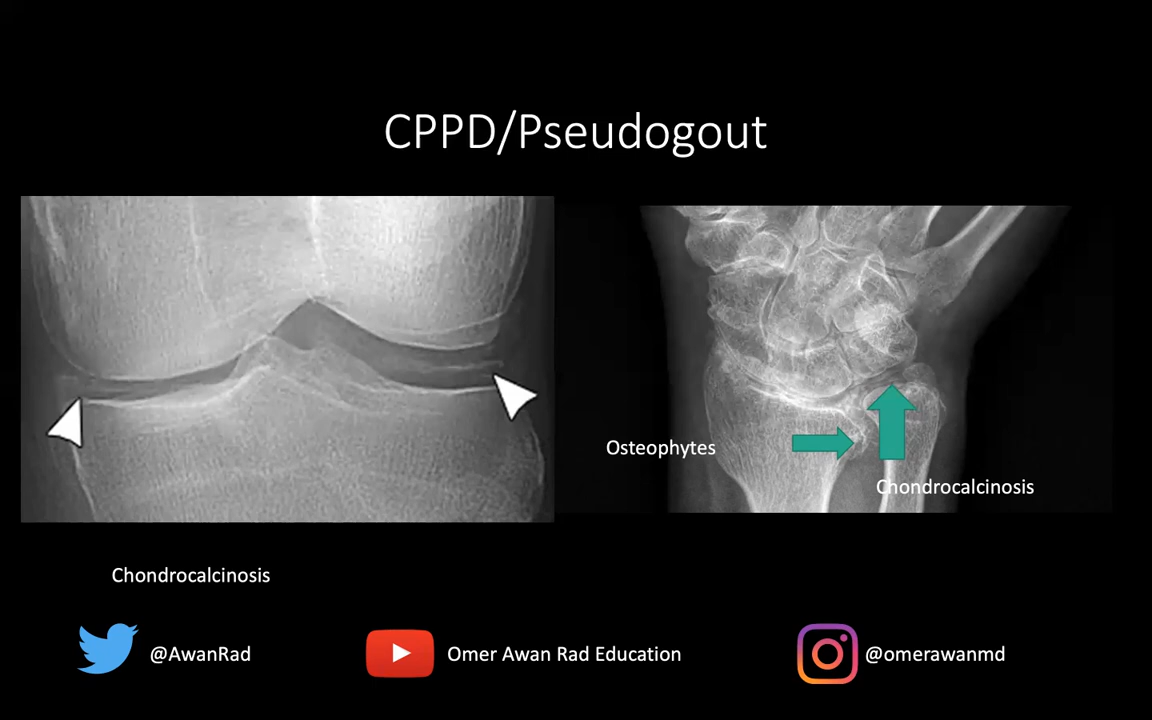 CPPD/Pseudogout
Osteophytes
Chondrocalcinosis
Chondrocalcinosis
@AwanRad
Omer Awan Rad Education
@omerawanmd